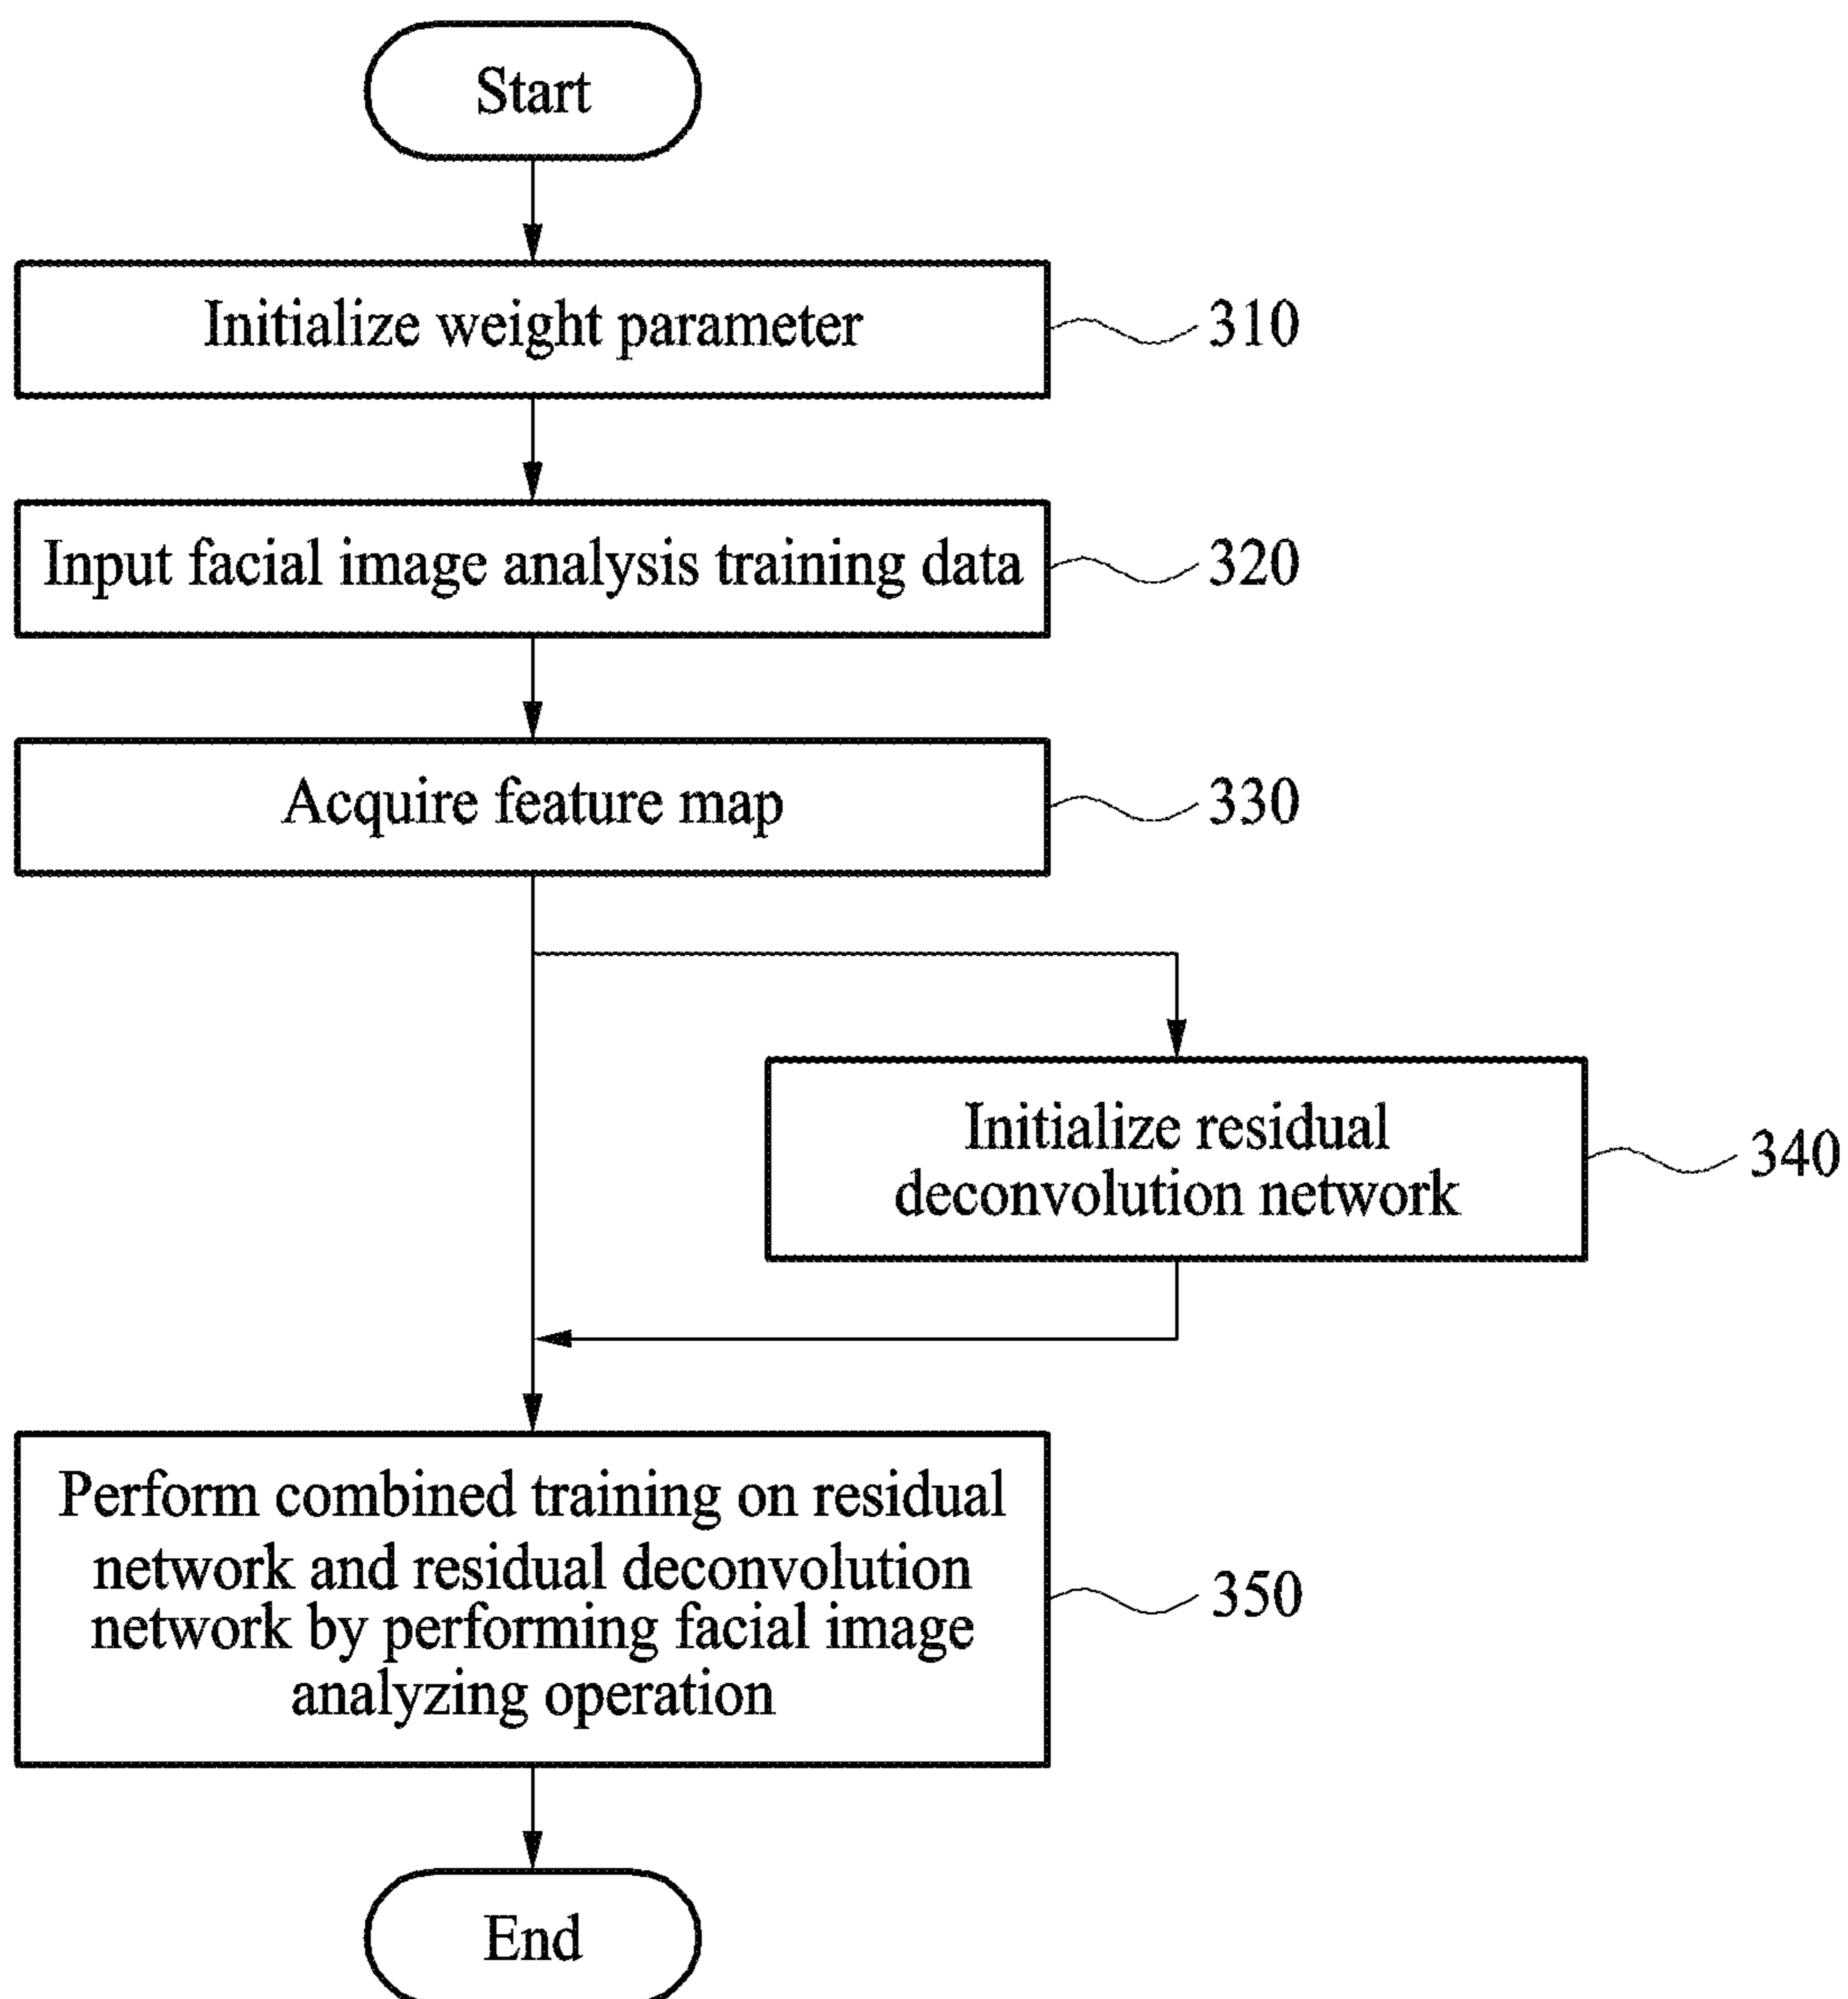 Start
Initialize weight parameter
310
Input facial image analysis training data
320
Acquire feature map
330
Initialize residual
deconvolution network
340
Perform combined training on residual
network and residual deconvolution
network by performing facial image
analyzing operation
350
End